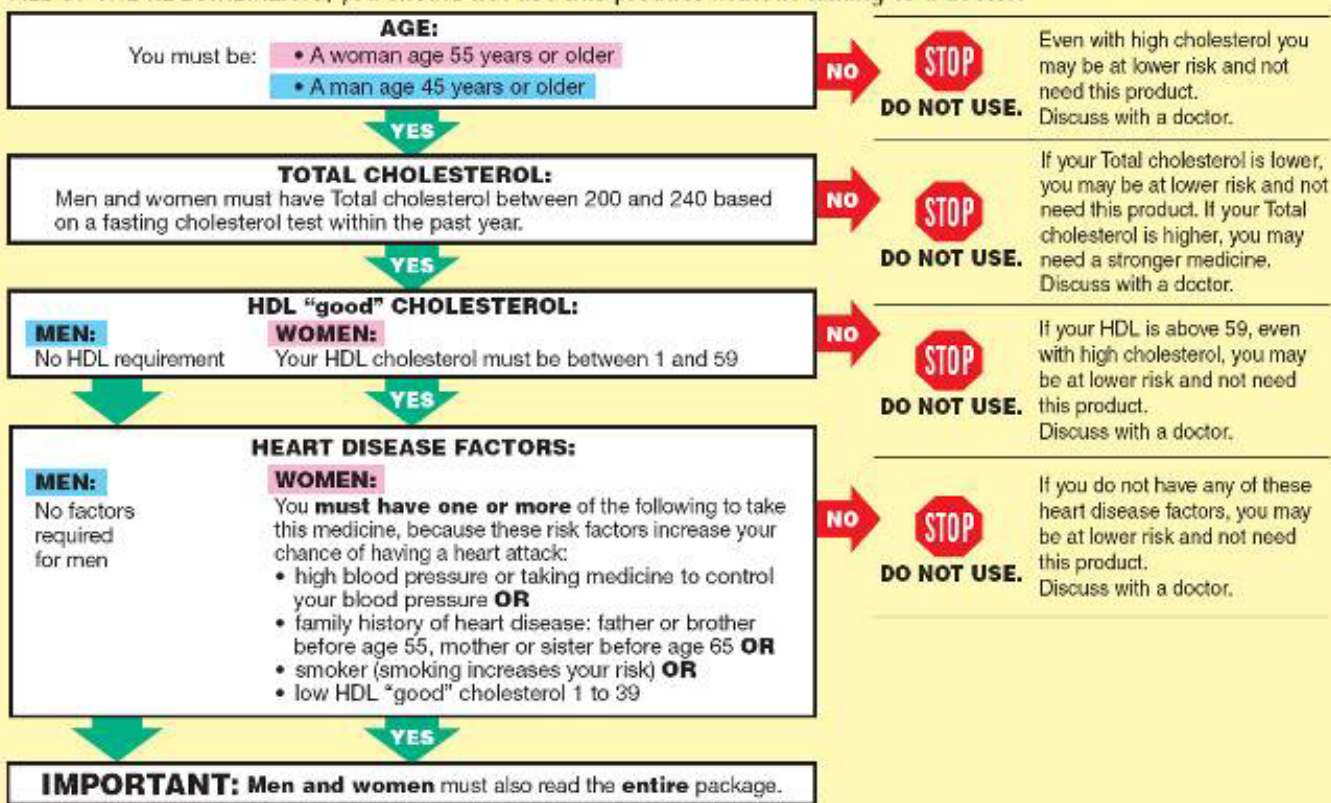 AGE:
You must be:
• A woman age 55 years or older
• A man age 45 years or older
NO
STOP
DO NOT USE.
Even with high cholesterol you
may be at lower risk and not
need this product.
Discuss with a doctor.
YES
TOTAL CHOLESTEROL:
Men and women must have Total cholesterol between 200 and 240 based
on a fasting cholesterol test within the past year.
NO
STOP
DO NOT USE.
If your Total cholesterol is lower,
you may be at lower risk and not
need this product. If your Total
cholesterol is higher, you may
need a stronger medicine.
Discuss with a doctor.
YES
HDL “good” CHOLESTEROL:
MEN:
No HDL requirement
WOMEN:
Your HDL cholesterol must be between 1 and 59
NO
STOP
DO NOT USE.
If your HDL is above 59, even
with high cholesterol, you may
be at lower risk and not need
this product.
Discuss with a doctor.
YES
HEART DISEASE FACTORS:
MEN:
No factors
required
for men
WOMEN:
You must have one or more of the following to take
this medicine, because these risk factors increase your
chance of having a heart attack:
• high blood pressure or taking medicine to control
your blood pressure OR
• family history of heart disease: father or brother
before age 55, mother or sister before age 65 OR
• smoker (smoking increases your risk) OR
• low HDL “good” cholesterol 1 to 39
NO
STOP
DO NOT USE.
If you do not have any of these
heart disease factors, you may
be at lower risk and not need
this product.
Discuss with a doctor.
YES
IMPORTANT: Men and women must also read the entire package.